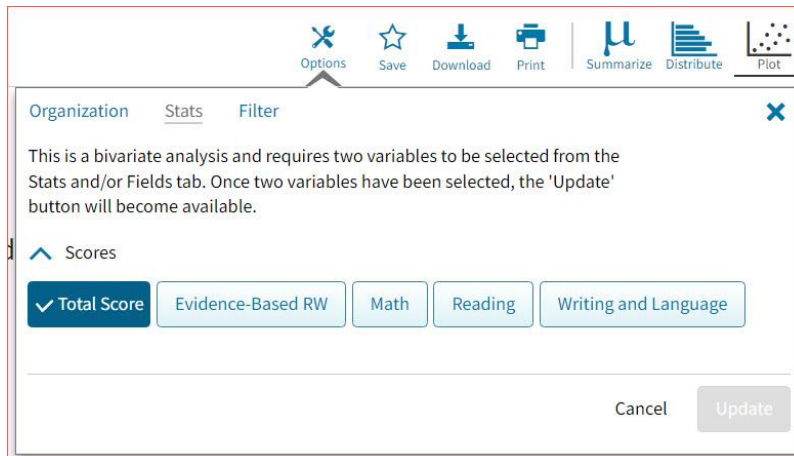 Options Save Download Print Summarize Distribute Plot
Organization Stats Filter
This is a bivariate analysis and requires two variables to be selected from the
Stats and/or Fields tab. Once two variables have been selected, the 'Update'
button will become available.
Scores
Total Score Evidence-Based RW Math Reading Writing and Language
Cancel Update